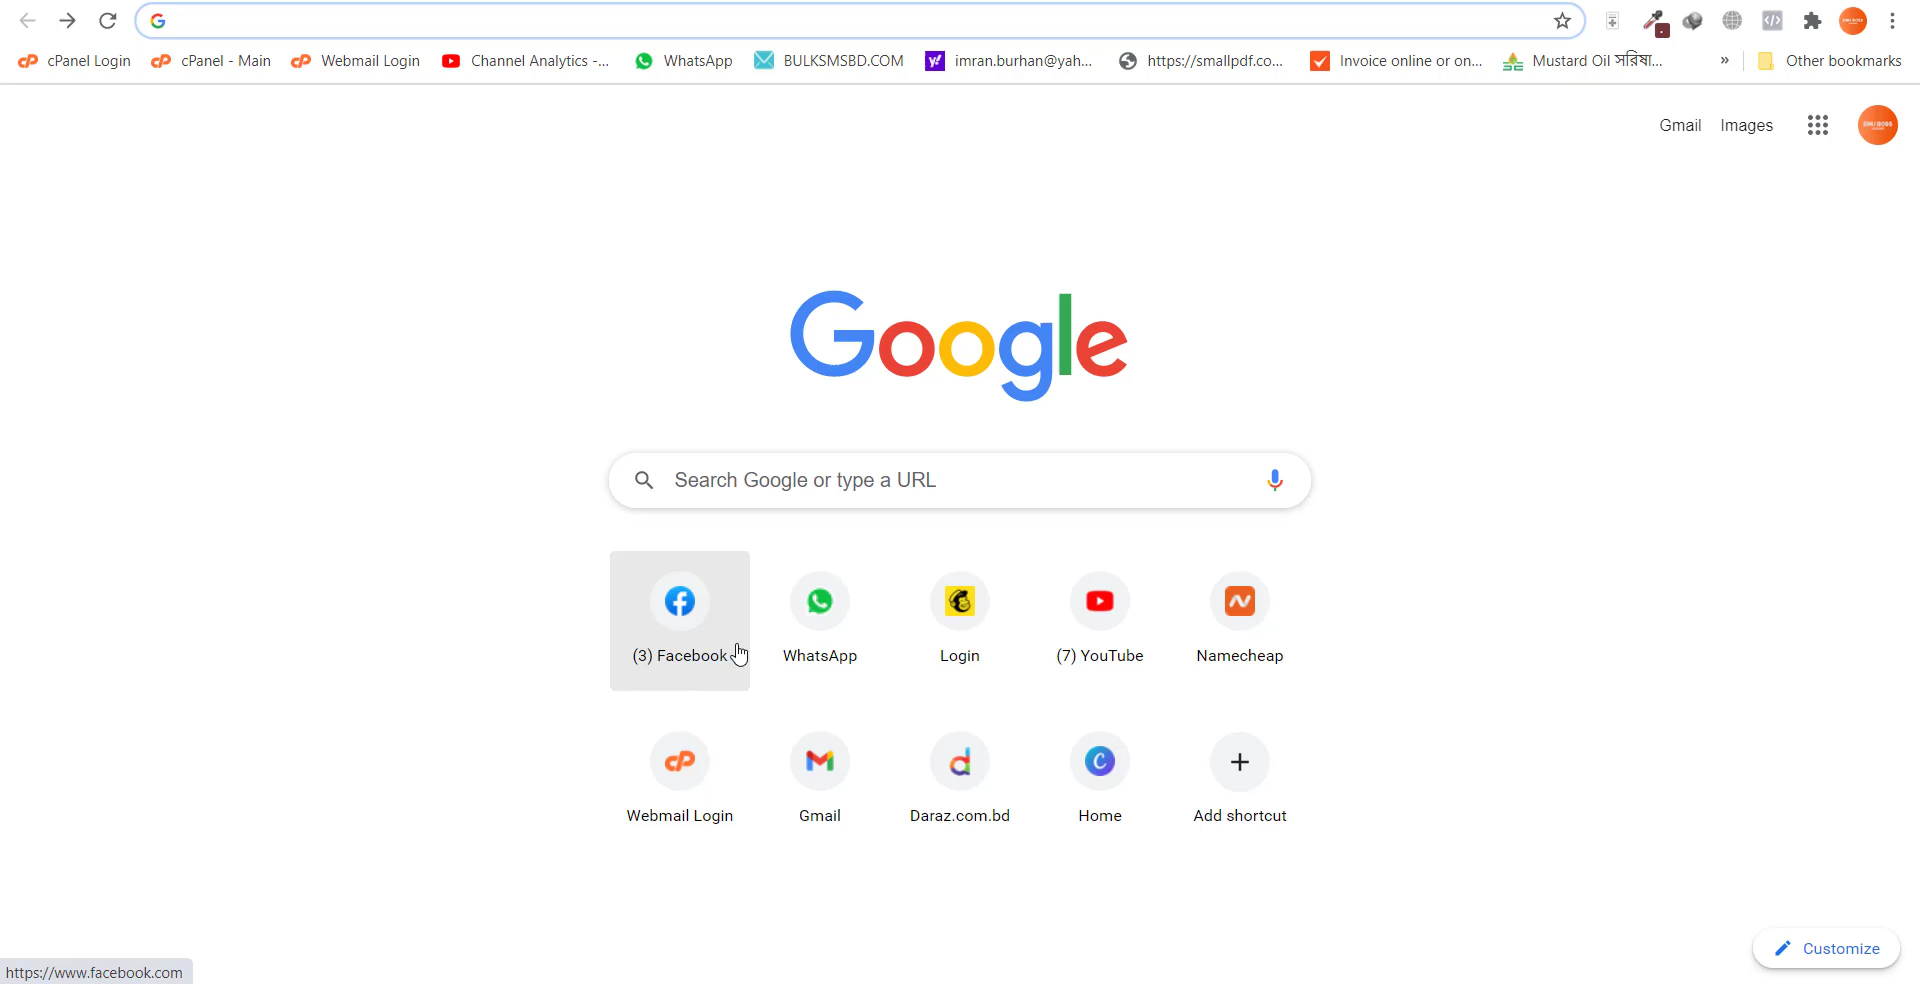 cPanel Login
cPanel - Main
Webmail Login
Channel Analytics -...
WhatsApp
BULKSMSBD.COM
imran.burhan@yah...
https://smallpdf.co...
Invoice online or on...
Mustard Oil সরিষা...
»
Other bookmarks
Gmail
Images
Google
Search Google or type a URL
(3) Facebook
WhatsApp
Login
(7) YouTube
Namecheap
Webmail Login
Gmail
Daraz.com.bd
Home
Add shortcut
Customize
https://www.facebook.com